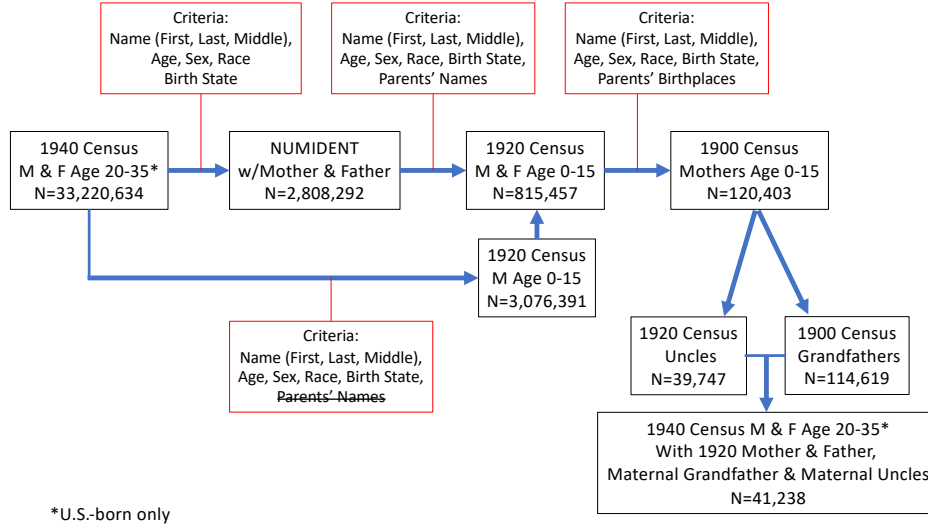 Criteria:
Name (First, Last, Middle),
Age, Sex, Race
Birth State
Criteria:
Name (First, Last, Middle),
Age, Sex, Race, Birth State,
Parents' Names
Criteria:
Name (First, Last, Middle),
Age, Sex, Race, Birth State,
Parents' Birthplaces
1940 Census
M & F Age 20-35*
N=33,220,634
NUMIDENT
w/Mother & Father
N=2,808,292
1920 Census
M & F Age 0-15
N=815,457
1900 Census
Mothers Age 0-15
N=120,403
1920 Census
M Age 0-15
N=3,076,391
Criteria:
Name (First, Last, Middle),
Age, Sex, Race, Birth State,
Parents' Names
1920 Census
Uncles
N=39,747
1900 Census
Grandfathers
N=114,619
1940 Census M & F Age 20-35*
With 1920 Mother & Father,
Maternal Grandfather & Maternal Uncles
N=41,238
*U.S.-born only